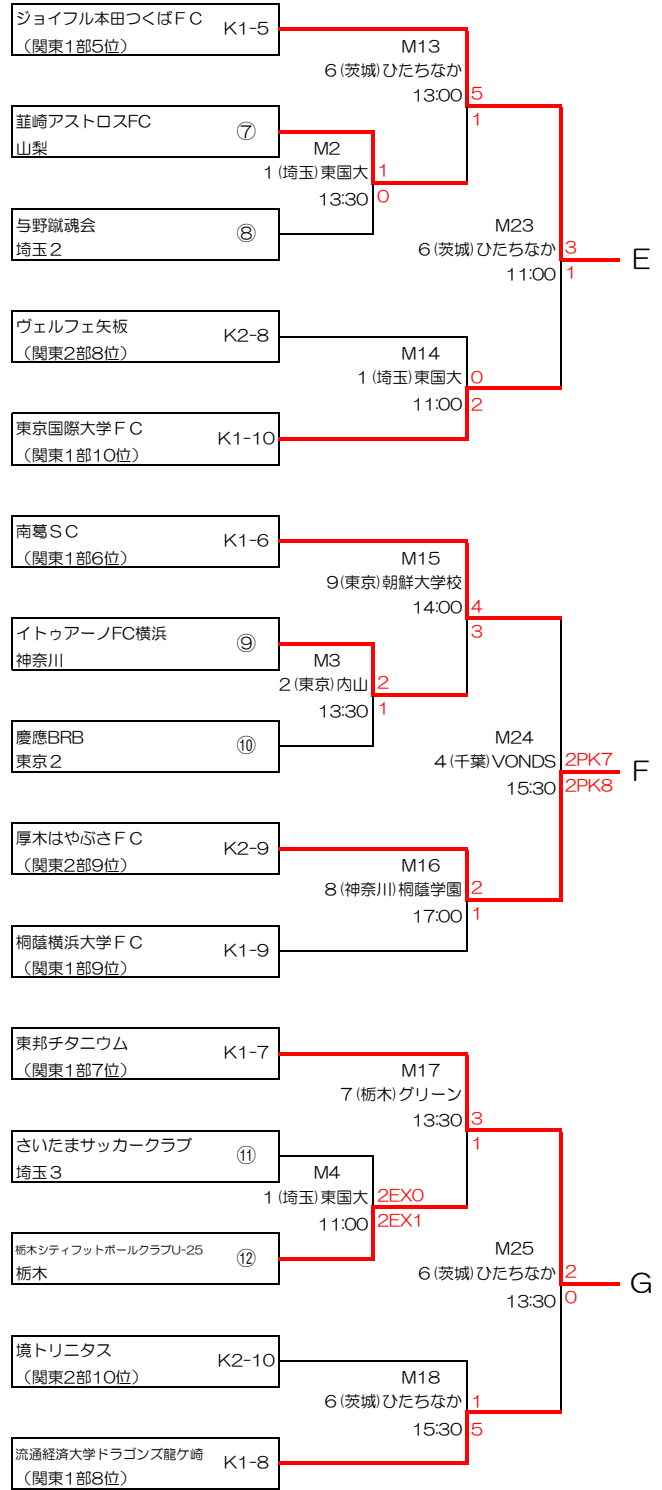 ジョイフル本田つくばＦＣ
（関東1部5位）
K1-5
M13
6(茨城)ひたちなか
13:00
5
1
韮崎アストロスFC
山梨
⑦
M2
1(埼玉)東国大
13:30
1
0
与野蹴魂会
埼玉２
⑧
M23
6(茨城)ひたちなか
11:00
3
1
E
ヴェルフェ矢板
（関東2部8位）
K2-8
M14
1(埼玉)東国大
11:00
0
2
東京国際大学ＦＣ
（関東1部10位）
K1-10
南葛ＳＣ
（関東1部6位）
K1-6
M15
9(東京)朝鮮大学校
14:00
4
3
イトゥアーノFC横浜
神奈川
⑨
M3
2(東京)内山
13:30
2
1
慶應BRB
東京２
⑩
M24
4(千葉)VONDS
15:30
2PK7
2PK8
F
厚木はやぶさＦＣ
（関東2部9位）
K2-9
M16
8(神奈川)桐蔭学園
17:00
2
1
桐蔭横浜大学ＦＣ
（関東1部9位）
K1-9
東邦チタニウム
（関東1部7位）
K1-7
M17
7(栃木)グリーン
13:30
3
1
さいたまサッカークラブ
埼玉３
⑪
M4
1(埼玉)東国大
11:00
2EX0
2EX1
栃木シティフットボールクラブU-25
栃木
⑫
M25
6(茨城)ひたちなか
13:30
2
0
G
境トリニタス
（関東2部10位）
K2-10
M18
6(茨城)ひたちなか
15:30
1
5
流通経済大学ドラゴンズ龍ケ崎
（関東1部8位）
K1-8